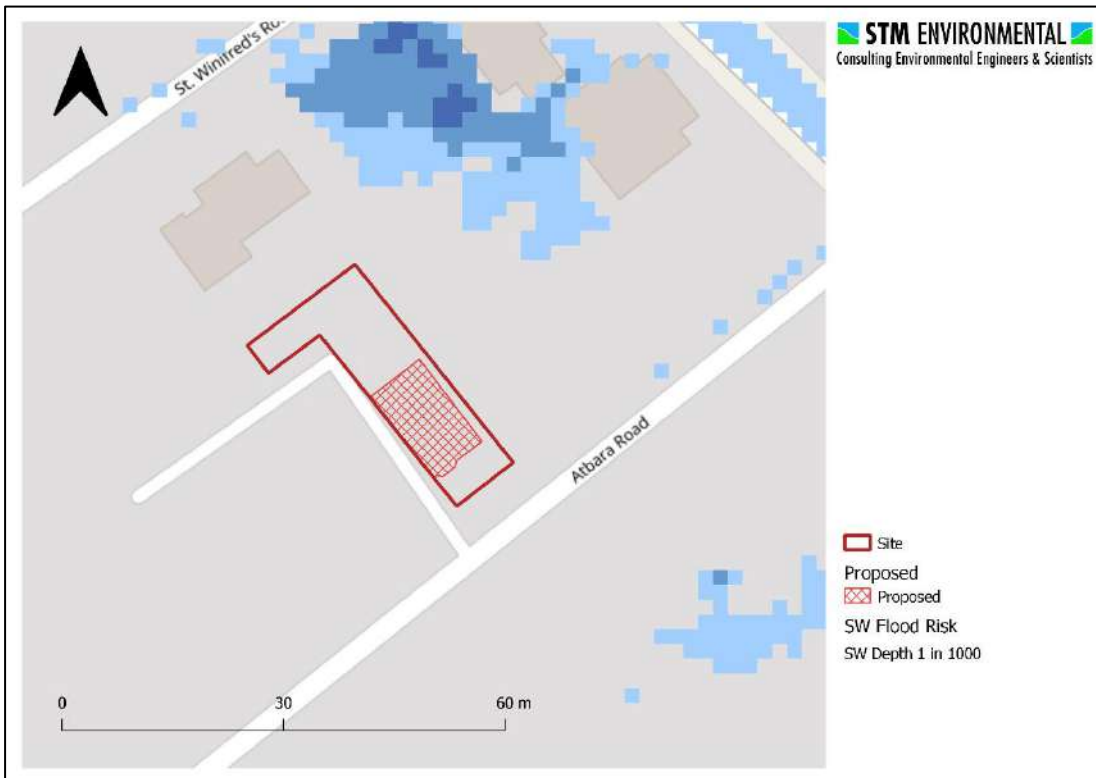 STM ENVIRONMENTAL
Consulting Environmental Engineers & Scientists
St. Winifred's Ro
Atbara Road
Site
Proposed
Proposed
SW Flood Risk
SW Depth 1 in 1000
0 30 60 m